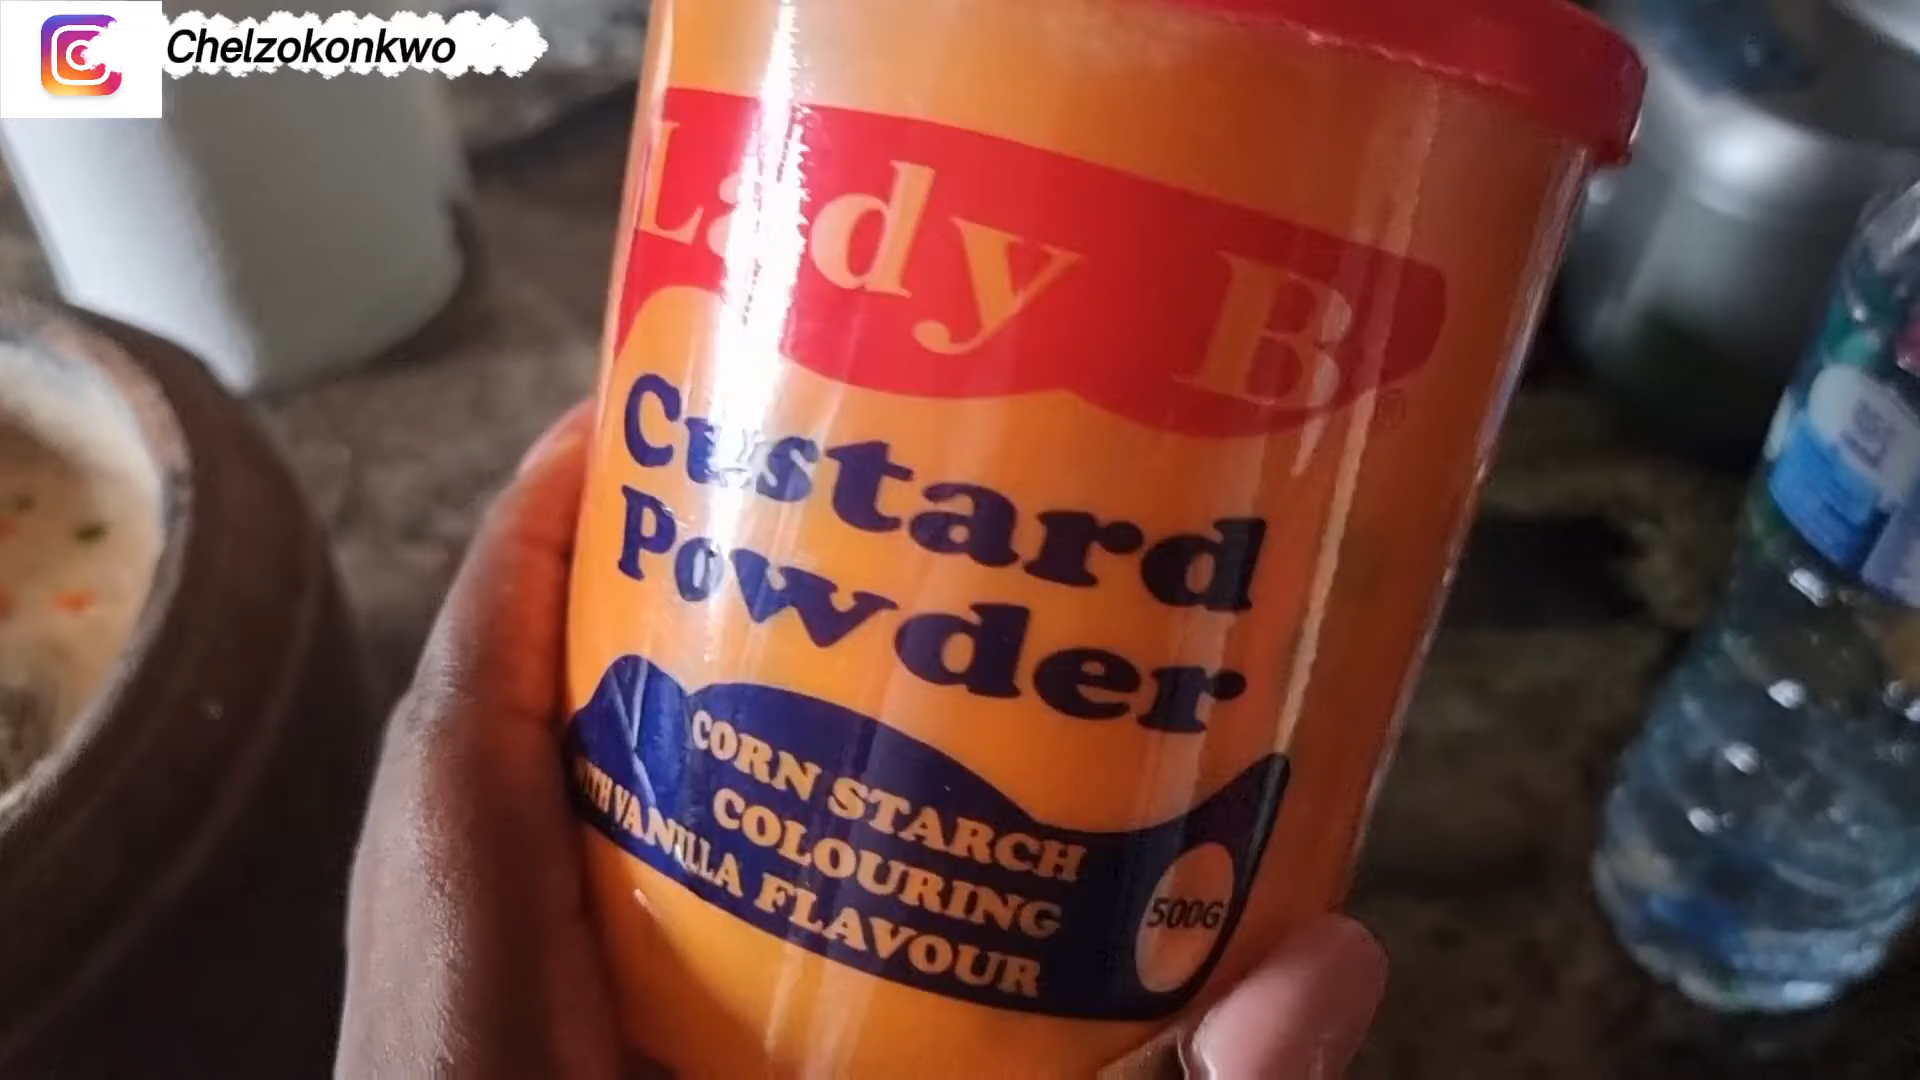 Chelzokonkwo
Lady B
®
Custard
Powder
CORN STARCH
COLOURING
WITH VANILLA FLAVOUR
500G